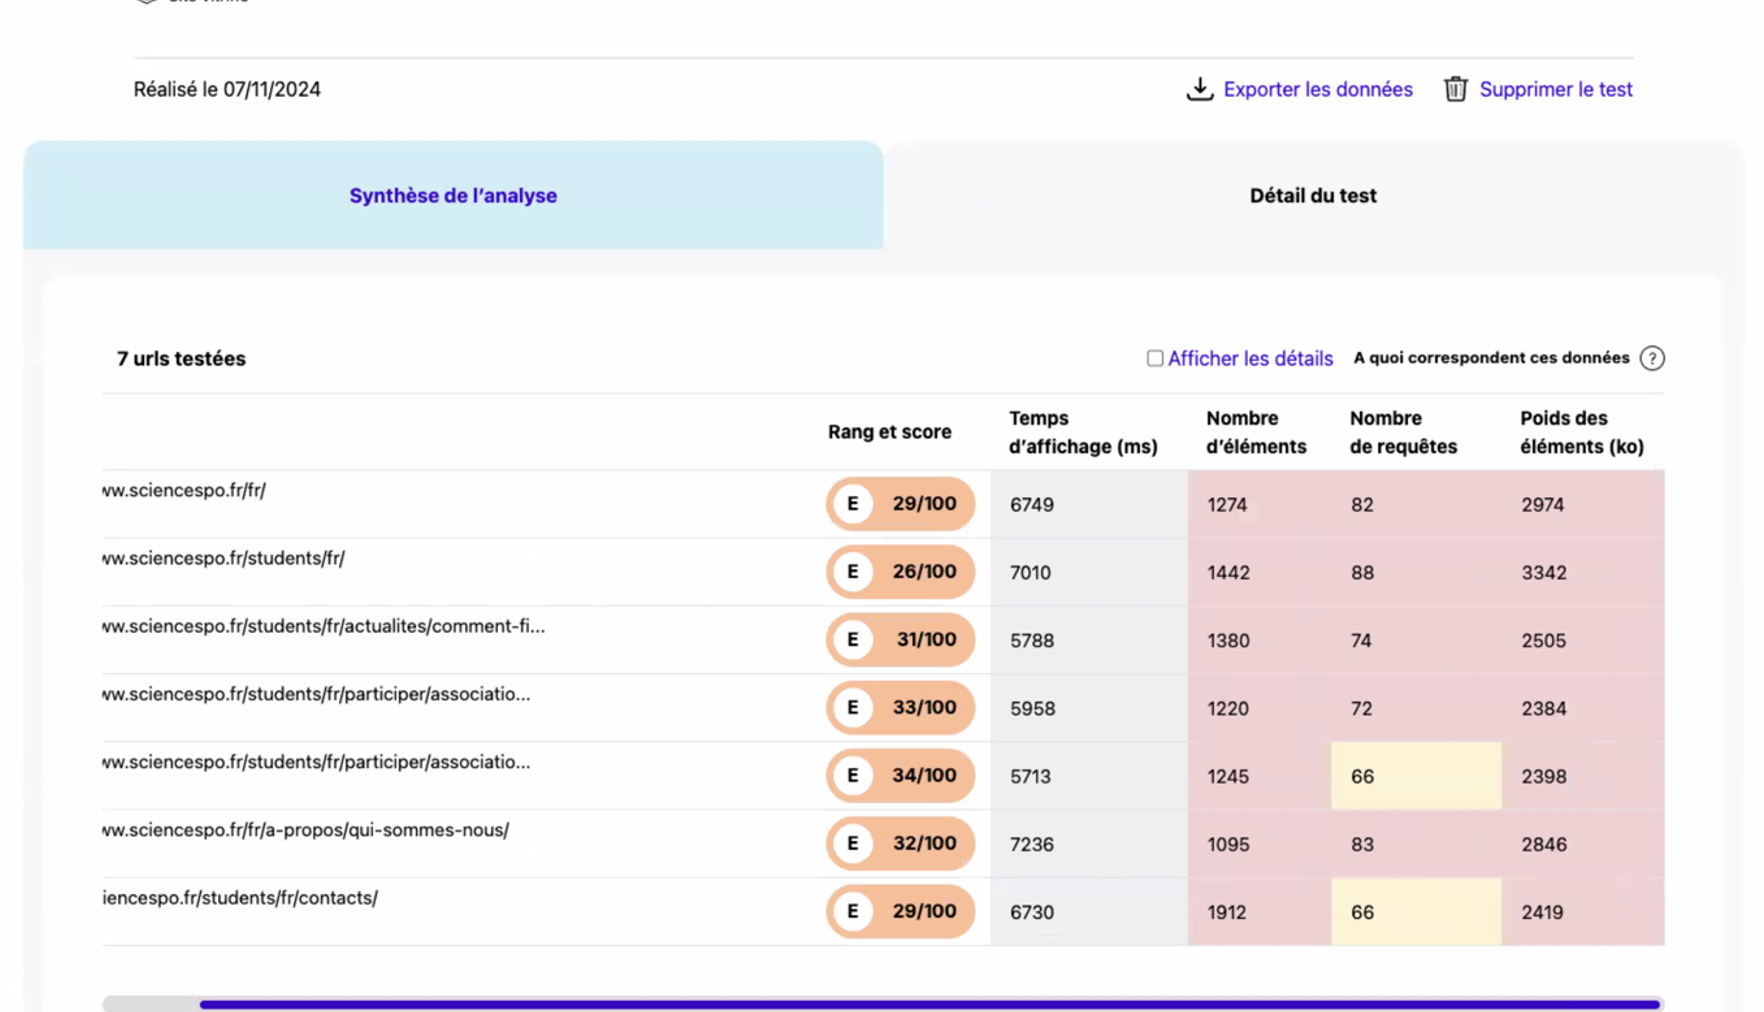 Réalisé le 07/11/2024
Exporter les données
Supprimer le test
Synthèse de l'analyse
Détail du test
7 urls testées
Afficher les détails
A quoi correspondent ces données ?
Rang et score
Temps d'affichage (ms)
Nombre d'éléments
Nombre de requêtes
Poids des éléments (ko)
ww.sciencespo.fr/fr/ E 29/100 6749 1274 82 2974
ww.sciencespo.fr/students/fr/ E 26/100 7010 1442 88 3342
ww.sciencespo.fr/students/fr/actualites/comment-fi... E 31/100 5788 1380 74 2505
ww.sciencespo.fr/students/fr/participer/associatio... E 33/100 5958 1220 72 2384
ww.sciencespo.fr/students/fr/participer/associatio... E 34/100 5713 1245 66 2398
ww.sciencespo.fr/fr/a-propos/qui-sommes-nous/ E 32/100 7236 1095 83 2846
iencespo.fr/students/fr/contacts/ E 29/100 6730 1912 66 2419